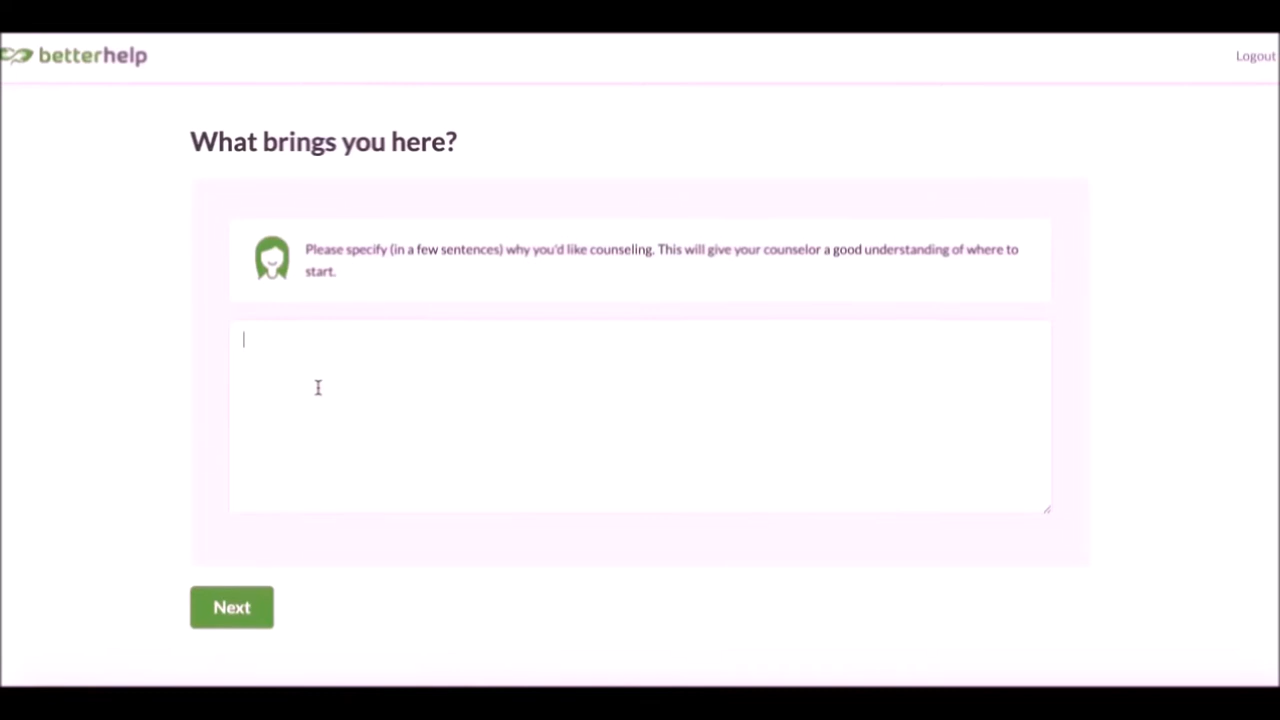 betterhelp
Logout
What brings you here?
Please specify (in a few sentences) why you'd like counseling. This will give your counselor a good understanding of where to
start.
Next